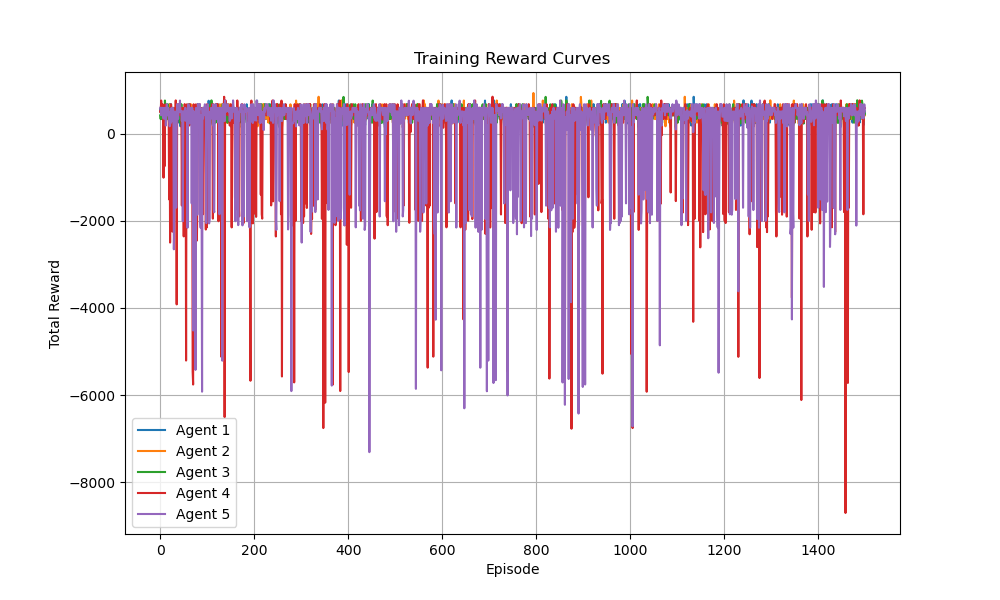 Training Reward Curves
0
−2000
−4000
−6000
−8000
Total Reward
Agent 1
Agent 2
Agent 3
Agent 4
Agent 5
0 200 400 600 800 1000 1200 1400
Episode